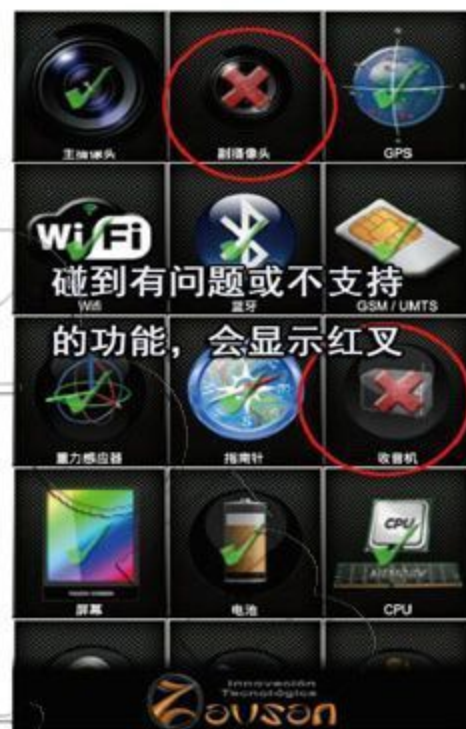 主摄像头
副摄像头
GPS
WiFi
Wifi
蓝牙
GSM / UMTS
碰到有问题或不支持
的功能，会显示红叉
重力感应器
指南针
收音机
CPU
屏幕
电池
CPU
Innovación
Tecnológica
Zausan